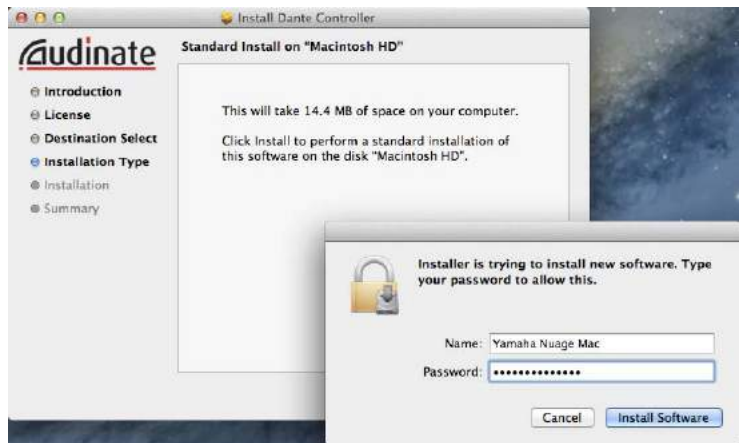 Install Dante Controller
Audinate
Standard Install on "Macintosh HD"
Introduction
License
Destination Select
Installation Type
Installation
Summary
This will take 14.4 MB of space on your computer.
Click Install to perform a standard installation of
this software on the disk "Macintosh HD".
Installer is trying to install new software. Type
your password to allow this.
Name: Yamaha Nuage Mac
Password: ••••••••••••••
Cancel
Install Software